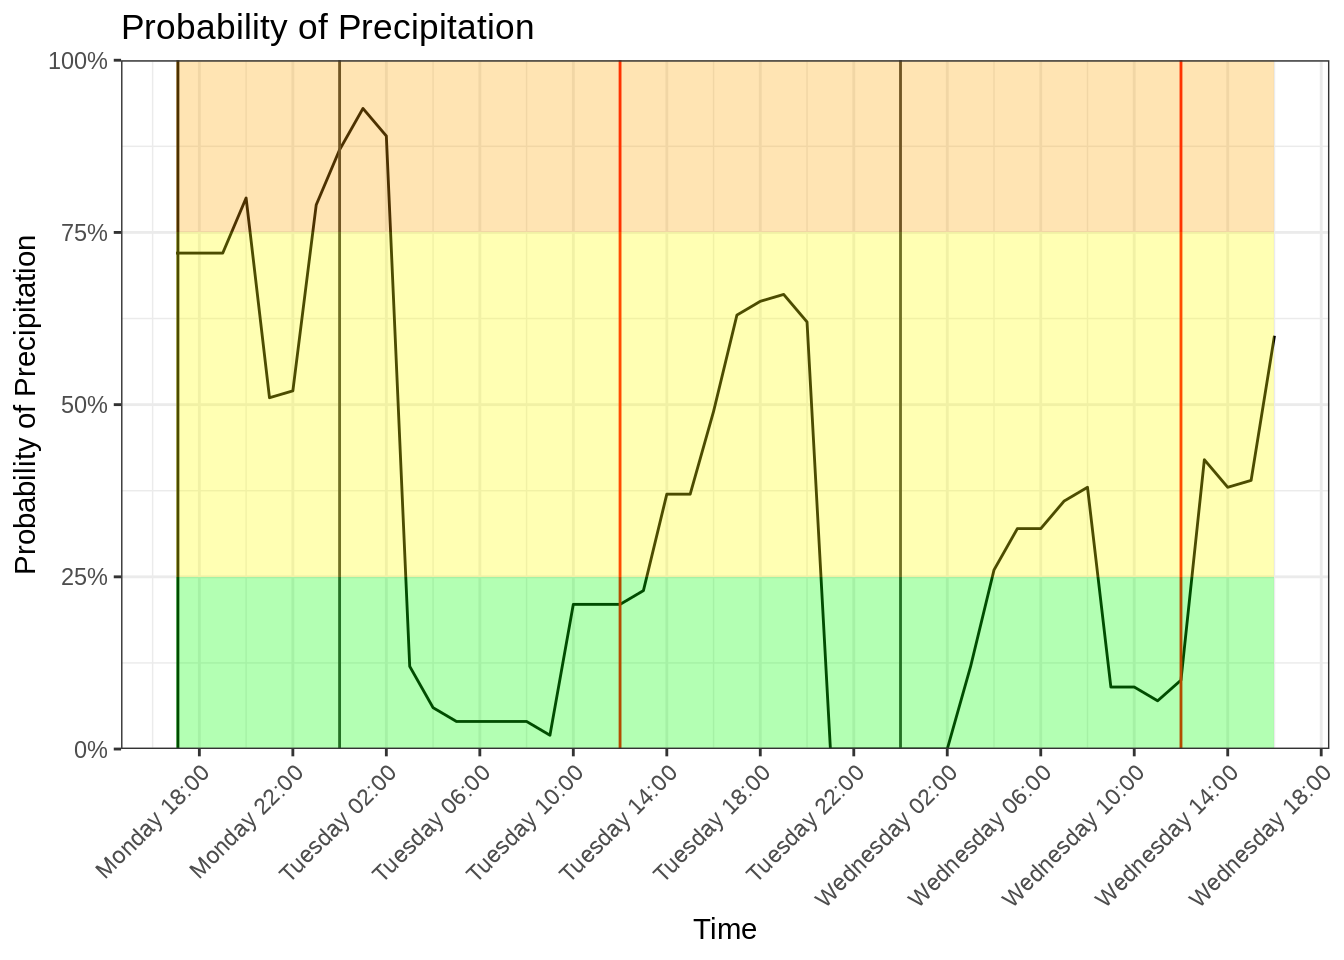 Probability of Precipitation
100%
75%
50%
25%
0%
Probability of Precipitation
Monday 18:00
Monday 22:00
Tuesday 02:00
Tuesday 06:00
Tuesday 10:00
Tuesday 14:00
Tuesday 18:00
Tuesday 22:00
Wednesday 02:00
Wednesday 06:00
Wednesday 10:00
Wednesday 14:00
Wednesday 18:00
Time